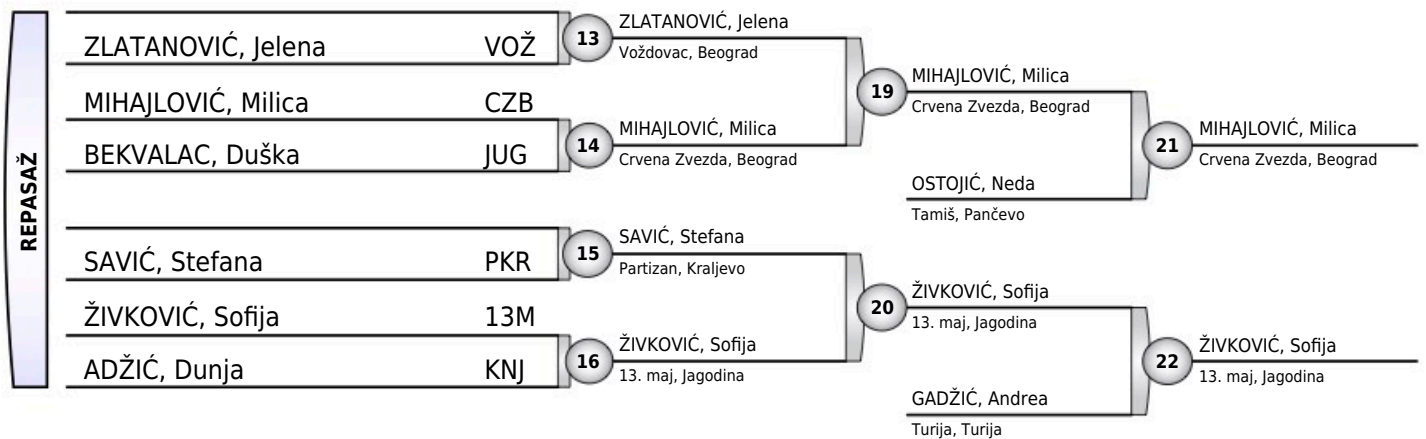 REPASAŽ
ZLATANOVIĆ, Jelena VOŽ
MIHAJLOVIĆ, Milica CZB
BEKVALAC, Duška JUG
SAVIĆ, Stefana PKR
ŽIVKOVIĆ, Sofija 13M
ADŽIĆ, Dunja KNJ
13
ZLATANOVIĆ, Jelena
Voždovac, Beograd
14
MIHAJLOVIĆ, Milica
Crvena Zvezda, Beograd
15
SAVIĆ, Stefana
Partizan, Kraljevo
16
ŽIVKOVIĆ, Sofija
13. maj, Jagodina
19
MIHAJLOVIĆ, Milica
Crvena Zvezda, Beograd
OSTOJIĆ, Neda
Tamiš, Pančevo
20
ŽIVKOVIĆ, Sofija
13. maj, Jagodina
GADŽIĆ, Andrea
Turija, Turija
21
MIHAJLOVIĆ, Milica
Crvena Zvezda, Beograd
22
ŽIVKOVIĆ, Sofija
13. maj, Jagodina